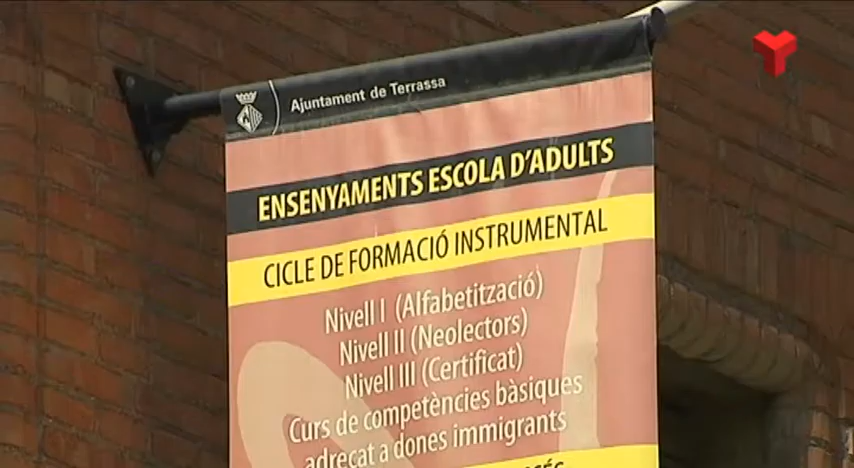 Ajuntament de Terrassa
ENSENYAMENTS ESCOLA D'ADULTS
CICLE DE FORMACIÓ INSTRUMENTAL
Nivell I (Alfabetització)
Nivell II (Neolectors)
Nivell III (Certificat)
Curs de competències bàsiques
adreçat a dones immigrants